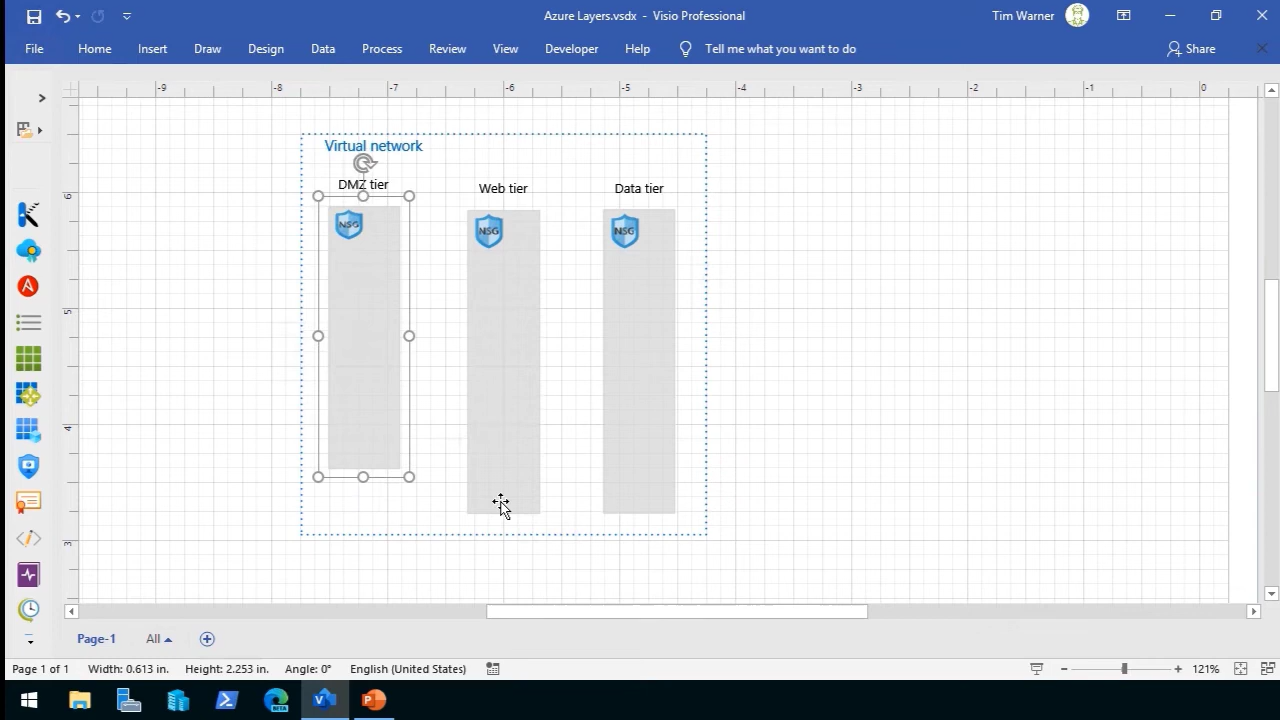 Azure Layers.vsdx - Visio Professional
Tim Warner
File Home Insert Draw Design Data Process Review View Developer Help Tell me what you want to do Share
-9 -8 -7 -6 -5 -4 -3 -2 -1 0
Virtual network
DMZ tier Web tier Data tier
6
NSG NSG NSG
5
4
3
Page-1 All
Page 1 of 1 Width: 0.613 in. Height: 2.253 in. Angle: 0° English (United States) 121%
BETA
V
P